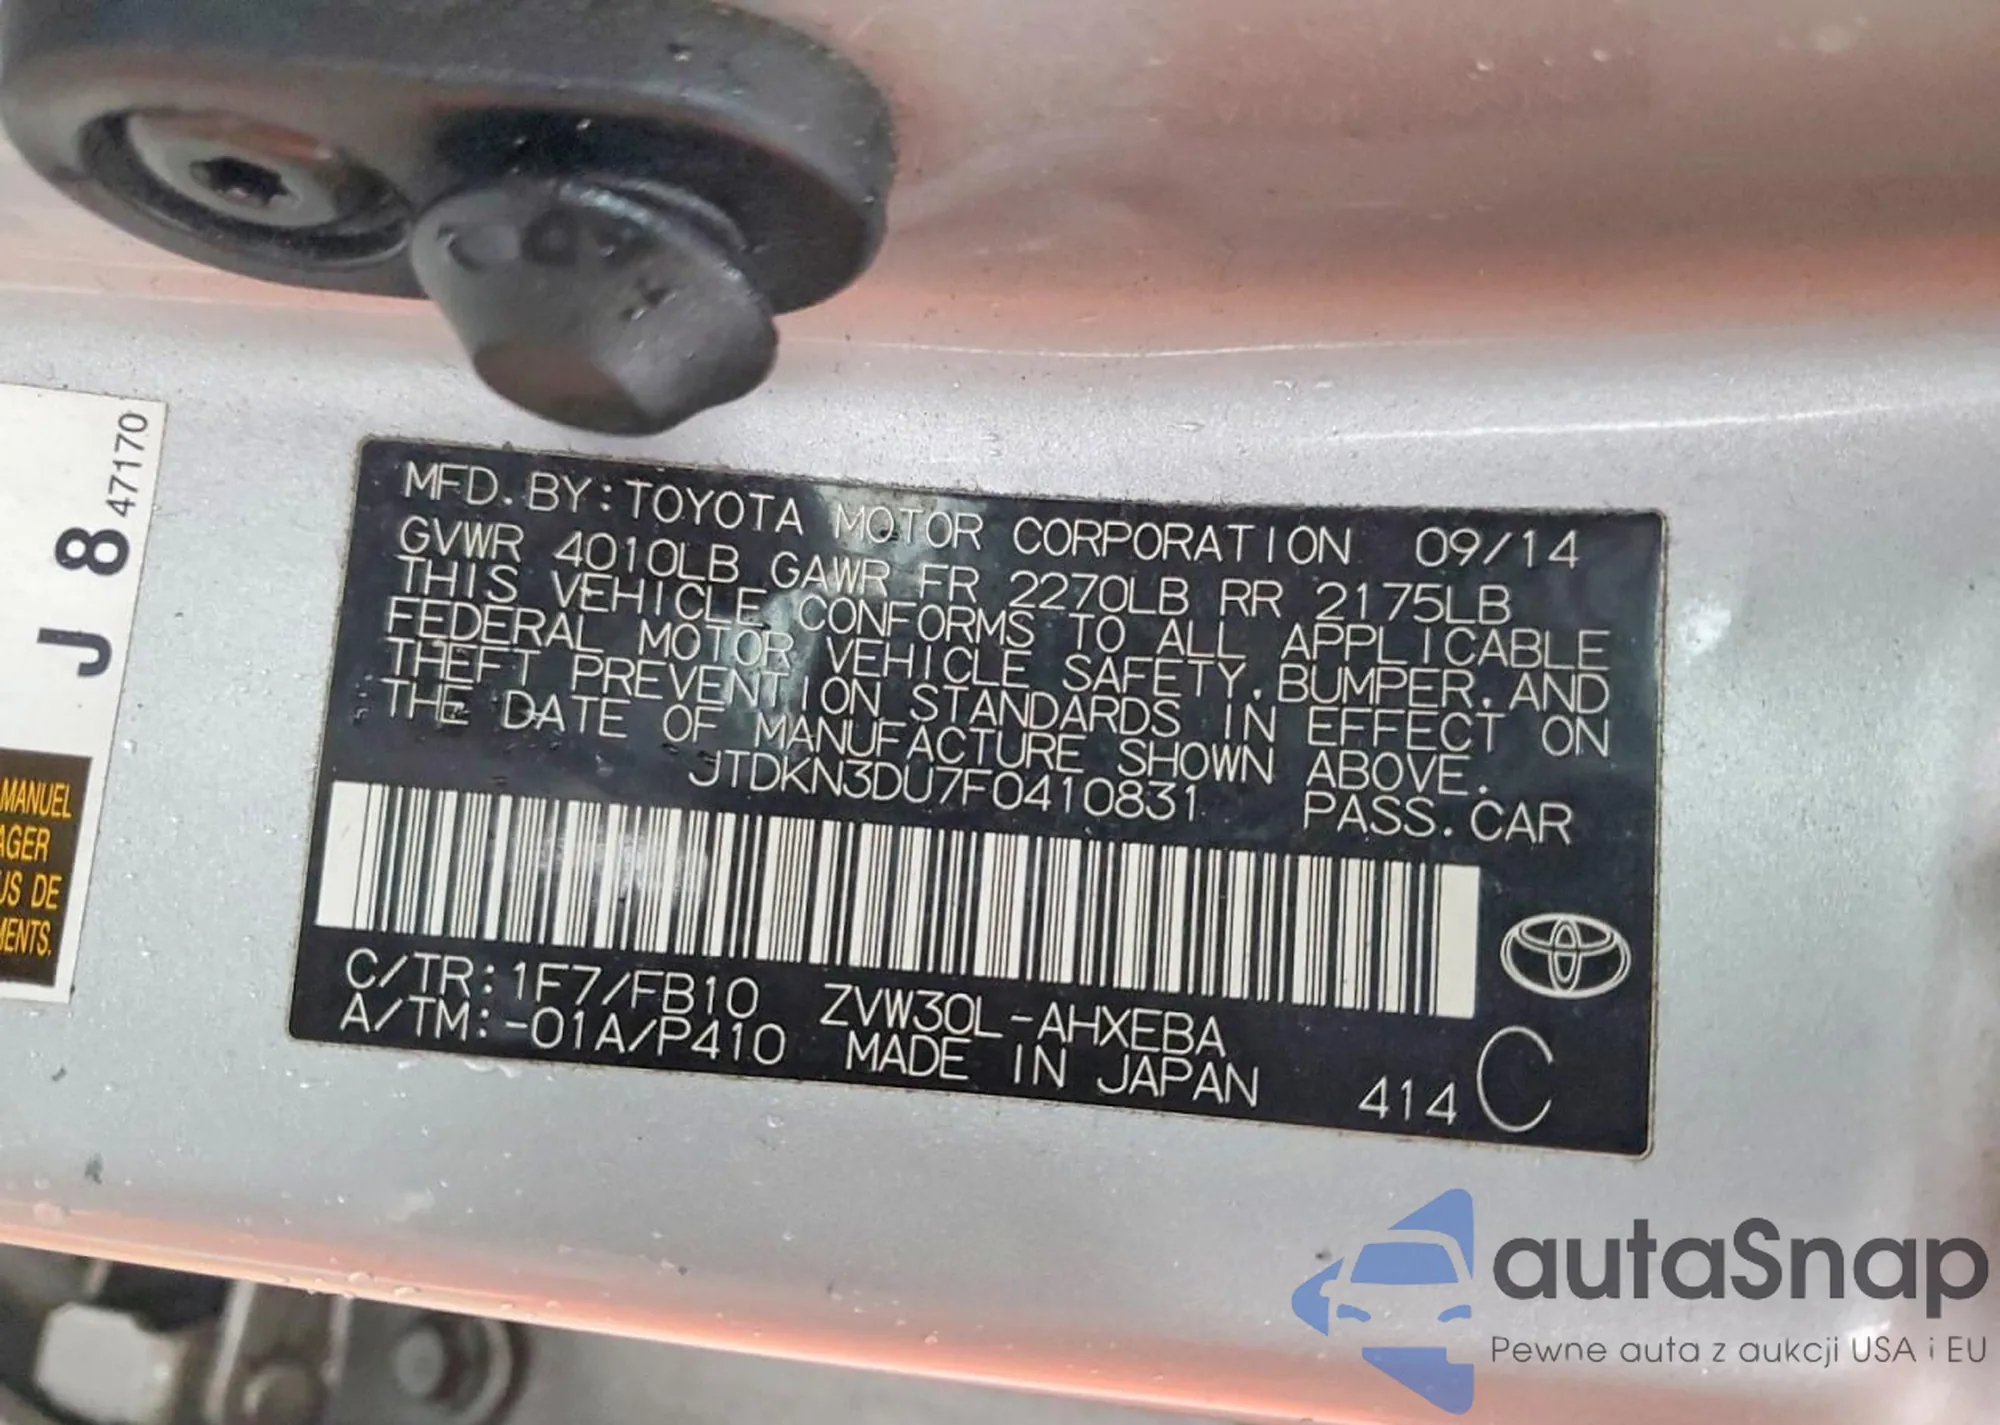 MFD. BY: TOYOTA MOTOR CORPORATION 09/14
GVWR 4010LB GAWR FR 2270LB RR 2175LB
THIS VEHICLE CONFORMS TO ALL APPLICABLE
FEDERAL MOTOR VEHICLE SAFETY, BUMPER, AND
THEFT PREVENTION STANDARDS IN EFFECT ON
THE DATE OF MANUFACTURE SHOWN ABOVE.
JTDKN3DU7F0410831 PASS. CAR
C/TR: 1F7/FB10 ZVW30L-AHXEBA
A/TM: -01A/P410 MADE IN JAPAN 414 C
J 8 47170
MANUEL
AGER
US DE
MENTS.
autaSnap
Pewne auta z aukcji USA i EU